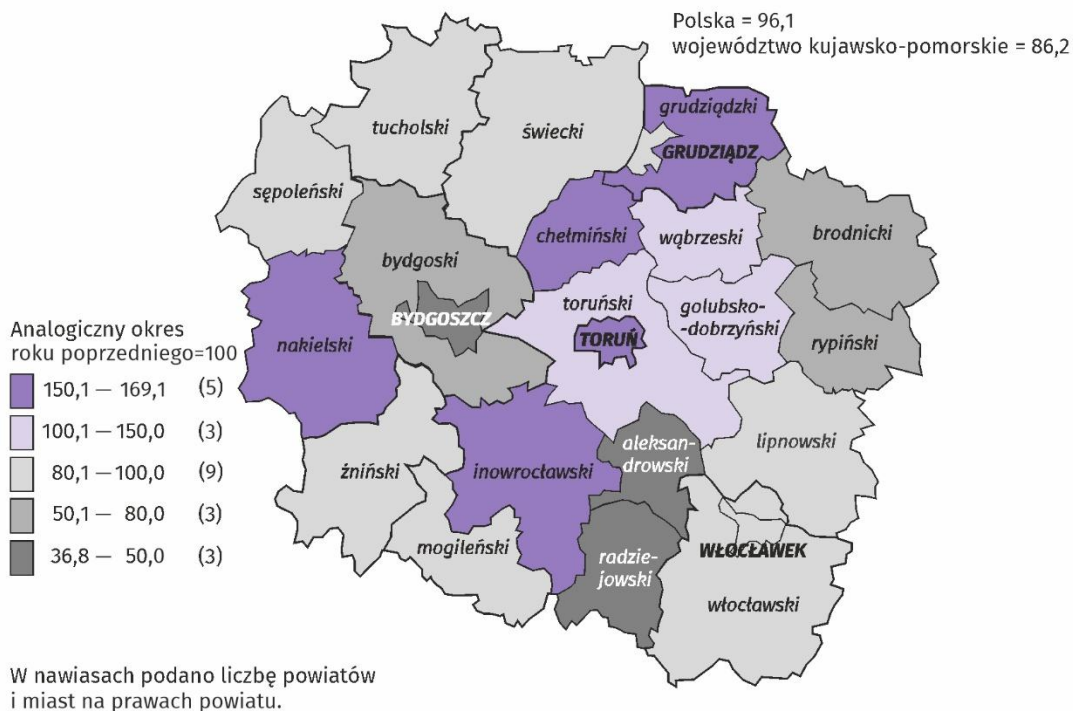 Polska = 96,1
województwo kujawsko-pomorskie = 86,2
grudziądzki
tucholski
świecki
GRUDZIĄDZ
sępoleński
chełmiński
wąbrzeski
brodnicki
bydgoski
toruński
golubsko-
-dobrzyński
BYDGOSZCZ
TORUŃ
rypiński
nakielski
Analogiczny okres
roku poprzedniego=100
150,1 — 169,1 (5)
100,1 — 150,0 (3)
80,1 — 100,0 (9)
50,1 — 80,0 (3)
36,8 — 50,0 (3)
aleksan-
drowski
lipnowski
żniński
inowrocławski
mogileński
radzie-
jowski
WŁOCŁAWEK
włocławski
W nawiasach podano liczbę powiatów
i miast na prawach powiatu.